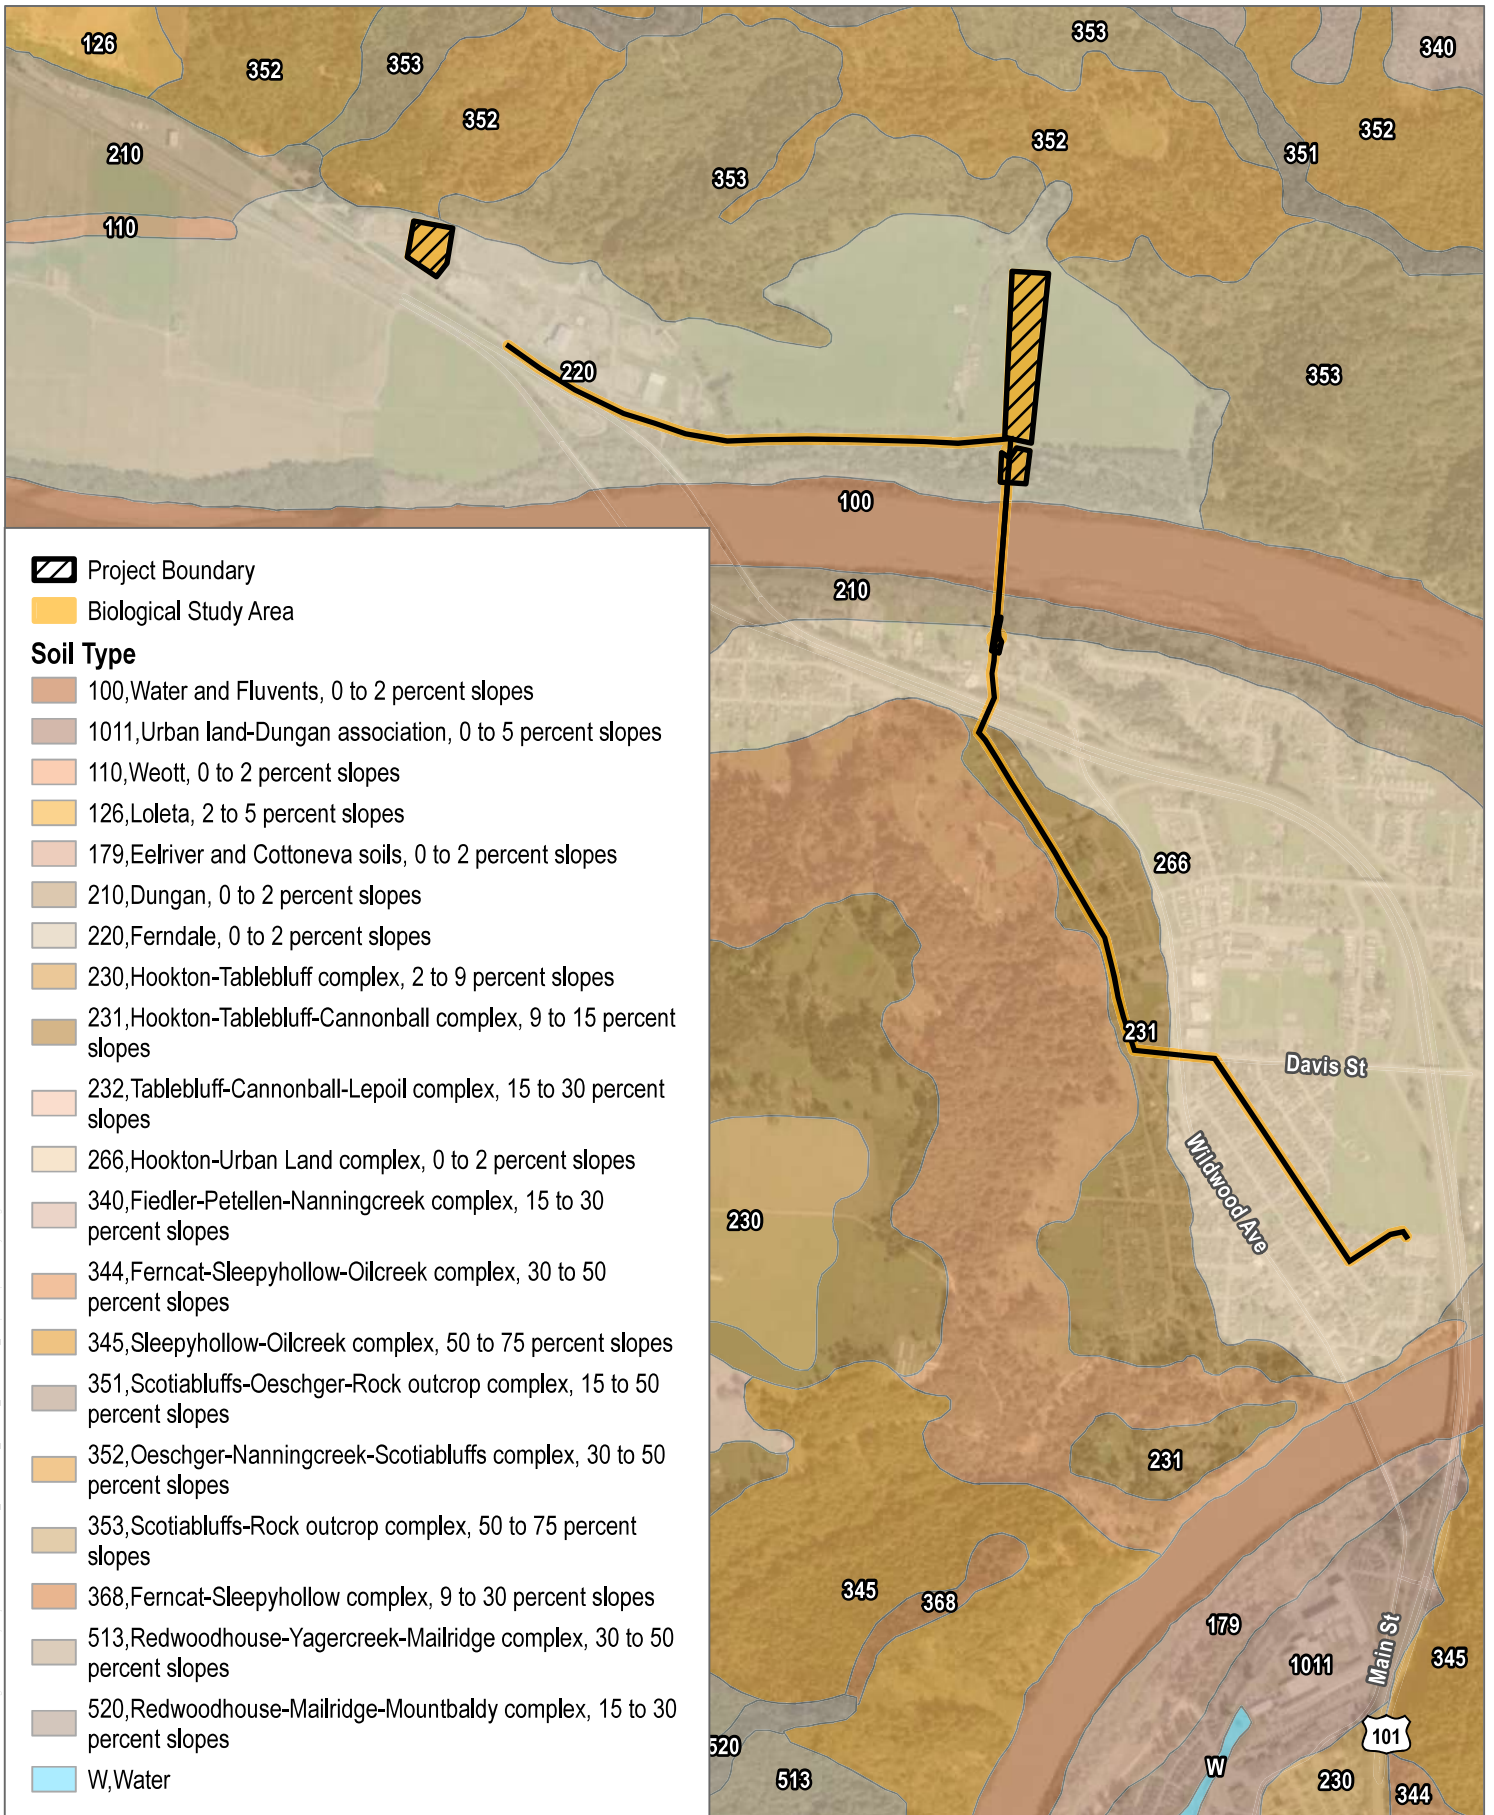 126
352
353
353
340
352
352
352
351
210
353
110
353
220
100
210
266
231
Davis St
Wildwood Ave
230
231
345
368
179
1011
Main St
345
101
520
513
W
230
344
Project Boundary
Biological Study Area
Soil Type
100,Water and Fluvents, 0 to 2 percent slopes
1011,Urban land-Dungan association, 0 to 5 percent slopes
110,Weott, 0 to 2 percent slopes
126,Loleta, 2 to 5 percent slopes
179,Eelriver and Cottoneva soils, 0 to 2 percent slopes
210,Dungan, 0 to 2 percent slopes
220,Ferndale, 0 to 2 percent slopes
230,Hookton-Tablebluff complex, 2 to 9 percent slopes
231,Hookton-Tablebluff-Cannonball complex, 9 to 15 percent
slopes
232,Tablebluff-Cannonball-Lepoil complex, 15 to 30 percent
slopes
266,Hookton-Urban Land complex, 0 to 2 percent slopes
340,Fiedler-Petellen-Nanningcreek complex, 15 to 30
percent slopes
344,Ferncat-Sleepyhollow-Oilcreek complex, 30 to 50
percent slopes
345,Sleepyhollow-Oilcreek complex, 50 to 75 percent slopes
351,Scotiabluffs-Oeschger-Rock outcrop complex, 15 to 50
percent slopes
352,Oeschger-Nanningcreek-Scotiabluffs complex, 30 to 50
percent slopes
353,Scotiabluffs-Rock outcrop complex, 50 to 75 percent
slopes
368,Ferncat-Sleepyhollow complex, 9 to 30 percent slopes
513,Redwoodhouse-Yagercreek-Mailridge complex, 30 to 50
percent slopes
520,Redwoodhouse-Mailridge-Mountbaldy complex, 15 to 30
percent slopes
W,Water